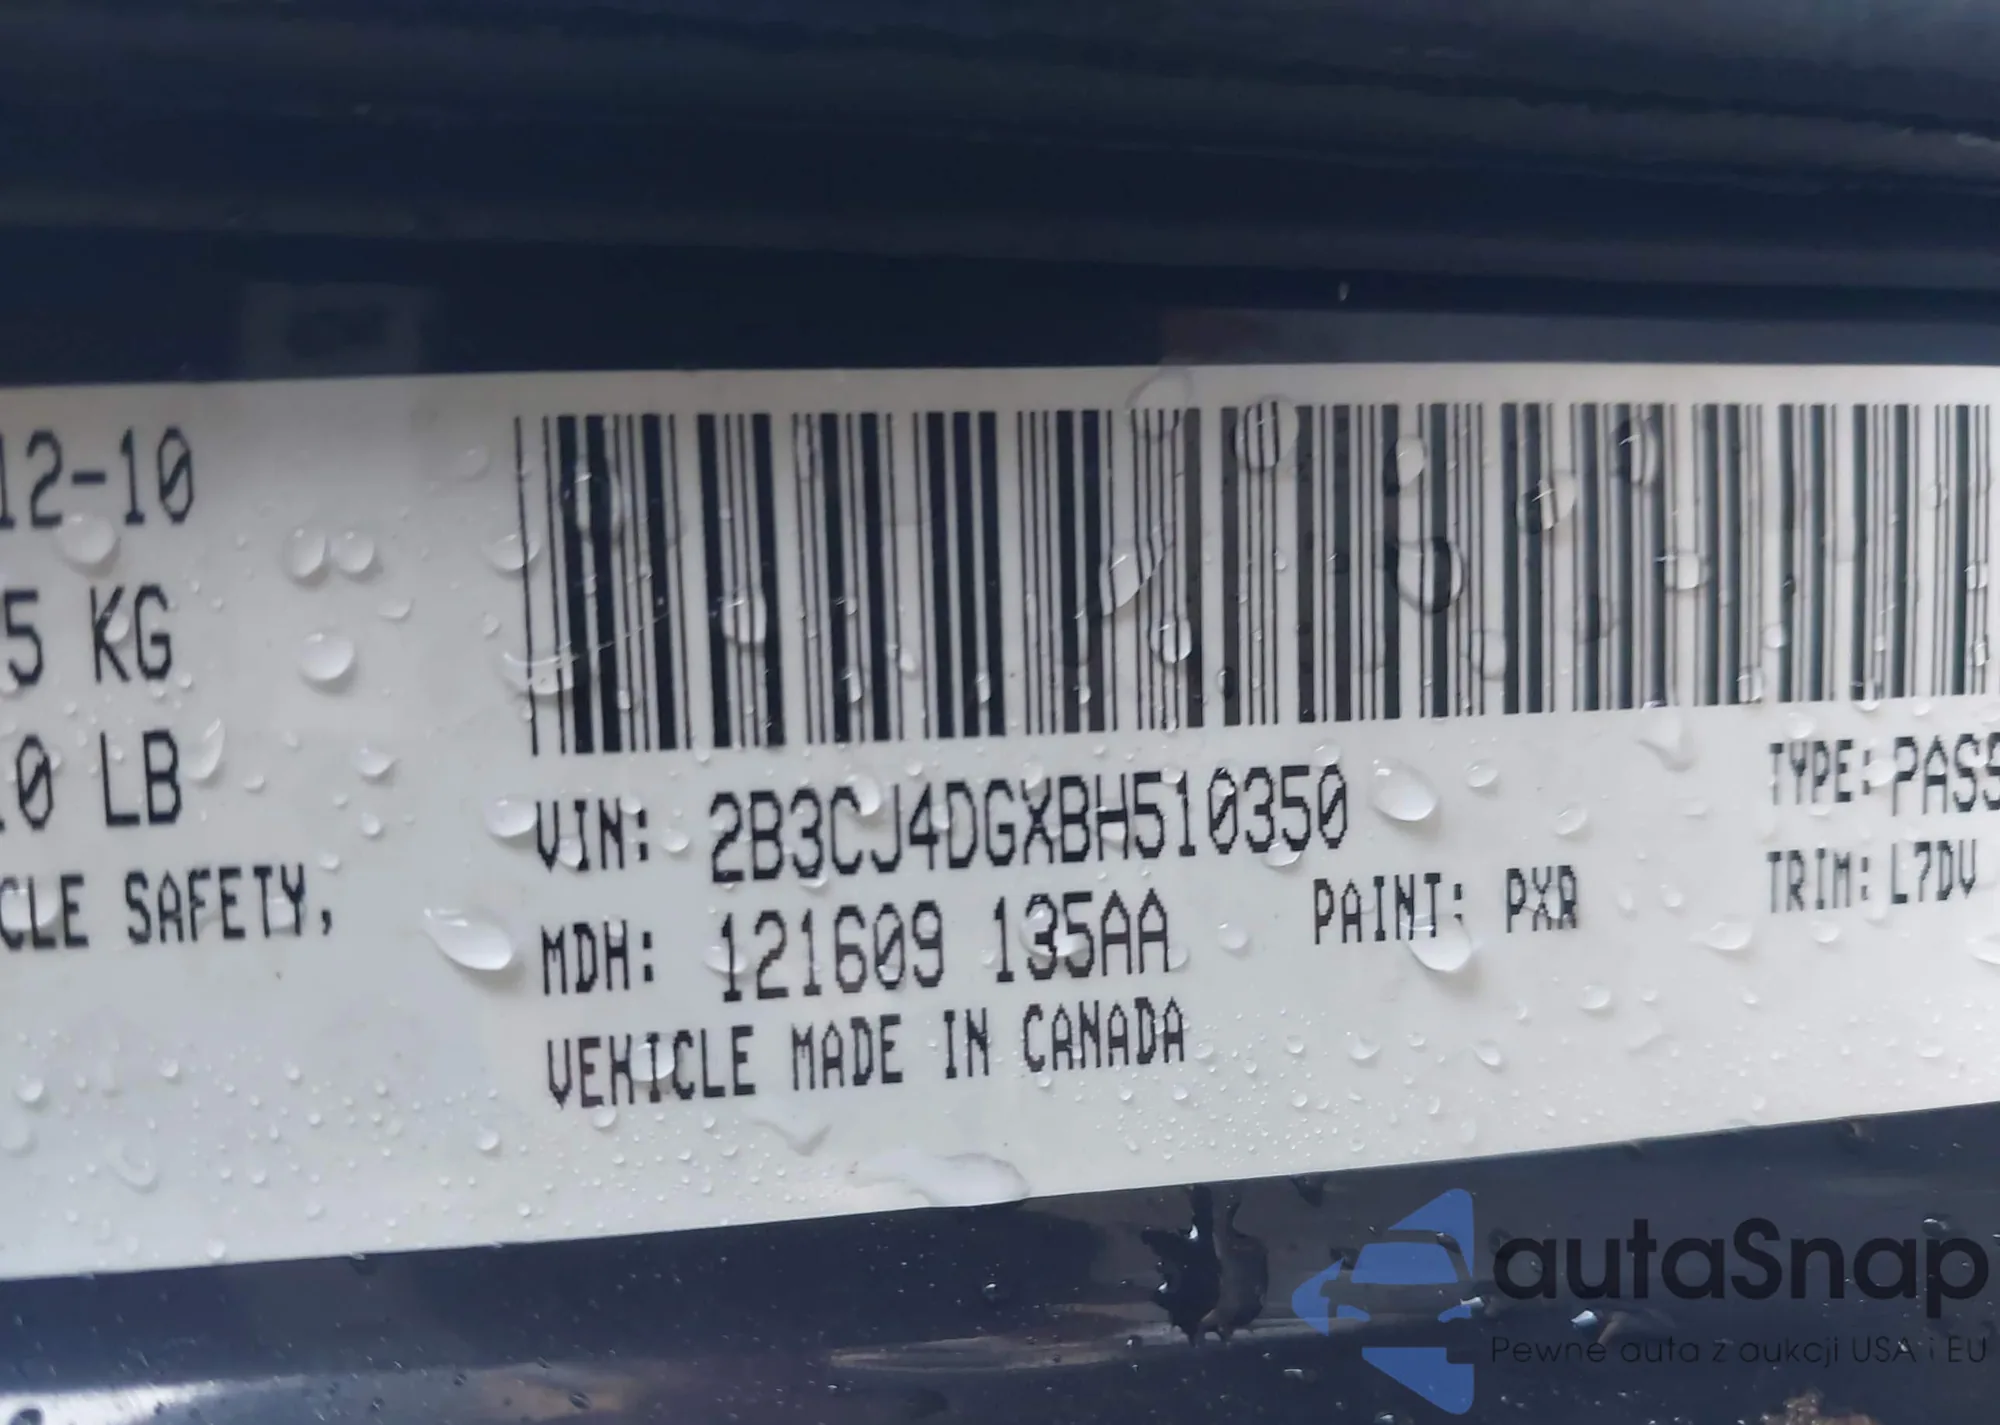 12-10
5 KG
0 LB
CLE SAFETY,
VIN: 2B3CJ4DGXBH510350
TYPE: PASS
MDH: 121609 135AA
PAINT: PXR
TRIM: L7DV
VEHICLE MADE IN CANADA
autaSnap
Pewne auta z aukcji USA i EU